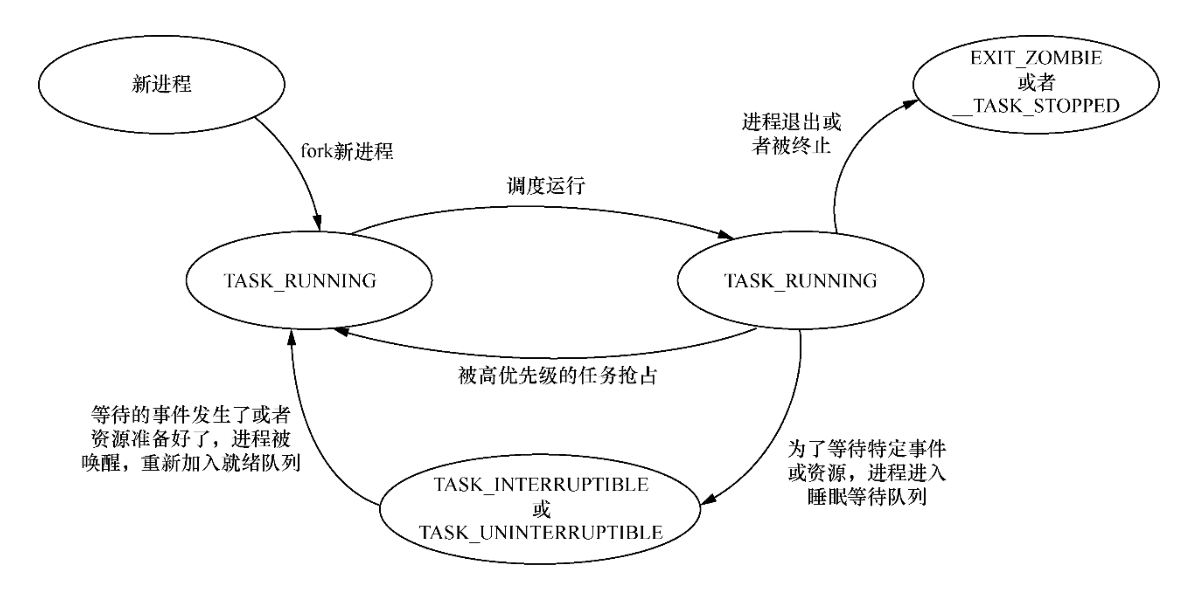 新进程
EXIT_ZOMBIE
或者
__TASK_STOPPED
进程退出或
者被终止
fork新进程
调度运行
TASK_RUNNING
TASK_RUNNING
被高优先级的任务抢占
等待的事件发生了或者
资源准备好了，进程被
唤醒，重新加入就绪队列
为了等待特定事件
或资源，进程进入
睡眠等待队列
TASK_INTERRUPTIBLE
或
TASK_UNINTERRUPTIBLE